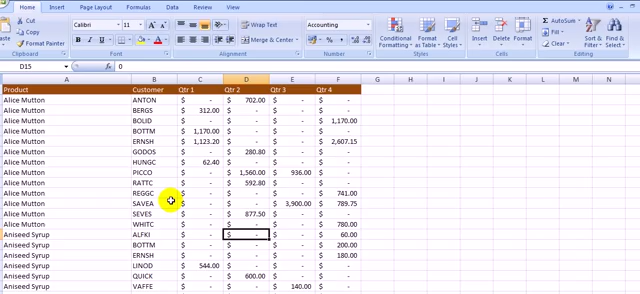 Home Insert Page Layout Formulas Data Review View
Cut Calibri 11 Wrap Text Accounting AutoSum
Copy Fill
Format Painter Merge & Center Conditional Formatting Format as Table Cell Styles Insert Delete Format Clear Sort & Filter Find & Select
Clipboard Font Alignment Number Styles Cells Editing
D15 fx 0
A B C D E F G H I J K L
Product Customer Qtr 1 Qtr 2 Qtr 3 Qtr 4
Alice Mutton ANTON $ - $ 702.00 $ - $ -
Alice Mutton BERGS $ 312.00 $ - $ - $ -
Alice Mutton BOLID $ - $ - $ - $ 1,170.00
Alice Mutton BOTTM $ 1,170.00 $ - $ - $ -
Alice Mutton ERNSH $ 1,123.20 $ - $ - $ 2,607.15
Alice Mutton GODOS $ - $ 280.80 $ - $ -
Alice Mutton HUNGC $ 62.40 $ - $ - $ -
Alice Mutton PICCO $ - $ 1,560.00 $ 936.00 $ -
Alice Mutton RATTC $ - $ 592.80 $ - $ -
Alice Mutton REGGC $ - $ - $ - $ 741.00
Alice Mutton SAVEA $ - $ - $ 3,900.00 $ 789.75
Alice Mutton SEVES $ - $ 877.50 $ - $ -
Alice Mutton WHITC $ - $ - $ - $ 780.00
Aniseed Syrup ALFKI $ - $ - $ - $ 60.00
Aniseed Syrup BOTTM $ - $ - $ - $ 200.00
Aniseed Syrup ERNSH $ - $ - $ - $ 180.00
Aniseed Syrup LINOD $ 544.00 $ - $ - $ -
Aniseed Syrup QUICK $ - $ 600.00 $ - $ -
Aniseed Syrup VAFFE $ - $ - $ 140.00 $ -